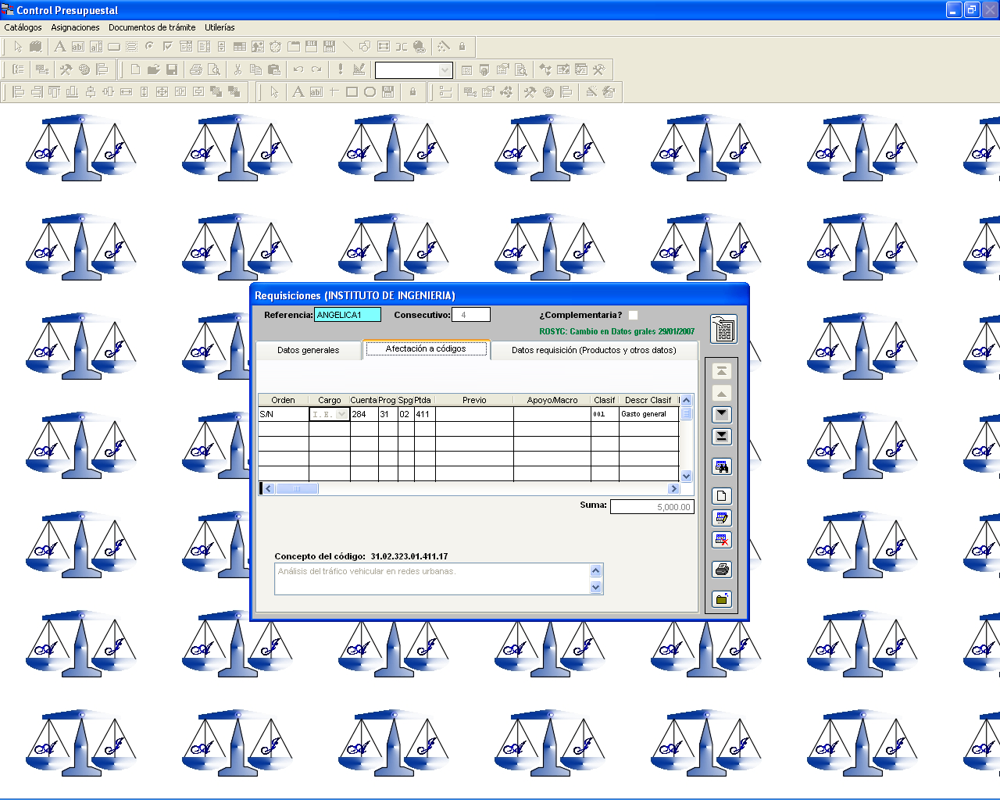 Control Presupuestal
Catálogos Asignaciones Documentos de trámite Utilerías
Requisiciones (INSTITUTO DE INGENIERIA)
Referencia: ANGELICA1 Consecutivo: 4 ¿Complementaria?
ROSYC: Cambio en Datos grales 29/01/2007
Datos generales Afectación a códigos Datos requisición (Productos y otros datos)
Orden Cargo Cuenta Prog Spg Ptda Previo Apoyo/Macro Clasif Descr Clasif
S/N I.E. 284 31 02 411 001 Gasto general
Suma: 5,000.00
Concepto del código: 31.02.323.01.411.17
Análisis del tráfico vehicular en redes urbanas.